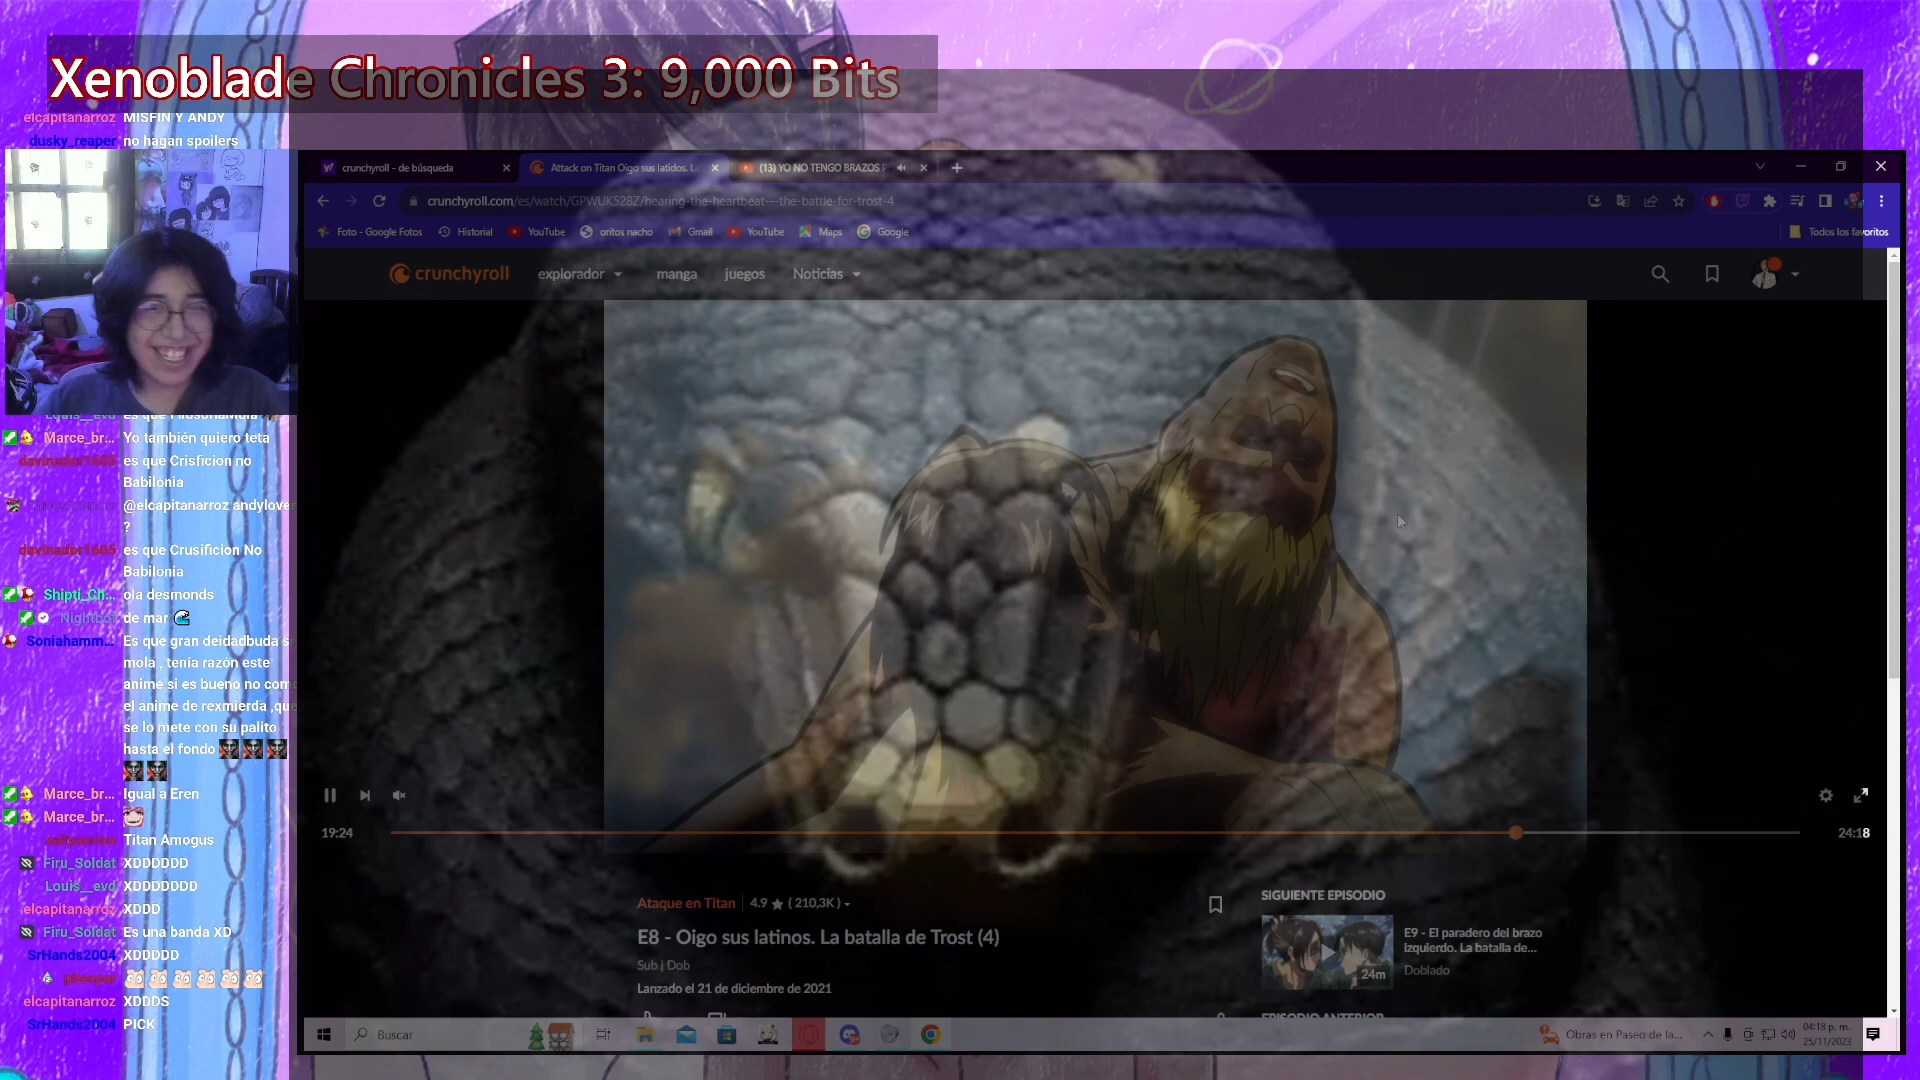 Xenoblade Chronicles 3: 9,000 Bits
elcapitanarroz MISFIN Y ANDY
dusky_reaper no hagan spoilers
Marce_br... Yo también quiero teta
davinador1605 es que Crisficion no
Babilonia
@elcapitanarroz andylove
?
davinador1605 es que Crusificion No
Babilonia
Shipti_Ch... ola desmonds
Nightbot de mar
Soniahamm... Es que gran deidadbuda s
mola , tenía razón este
anime si es bueno no com
el anime de rexmierda ,que
se lo mete con su palito
hasta el fondo
Marce_br... Igual a Eren
Marce_br...
Titan Amogus
Firu_Soldat XDDDDDD
Louis__evd XDDDDDDD
elcapitanarroz XDDD
Firu_Soldat Es una banda XD
SrHands2004 XDDDDD
elcapitanarroz XDDDS
SrHands2004 PICK
crunchyroll - de búsqueda
Attack on Titan Oigo sus latidos. La
(13) YO NO TENGO BRAZOS
crunchyroll.com/es/watch/GPWUK528Z/hearing-the-heartbeat---the-battle-for-trost-4
Foto - Google Fotos Historial YouTube oritos nacho Gmail YouTube Maps Google Todos los favoritos
crunchyroll explorador manga juegos Noticias
19:24 24:18
Ataque en Titan 4.9 ★ ( 210,3K )
E8 - Oigo sus latinos. La batalla de Trost (4)
Sub | Dob
Lanzado el 21 de diciembre de 2021
SIGUIENTE EPISODIO
24m
E9 - El paradero del brazo
izquierdo. La batalla de...
Doblado
EPISODIO ANTERIOR
Buscar
Obras en Paseo de la...
04:18 p. m.
25/11/2023